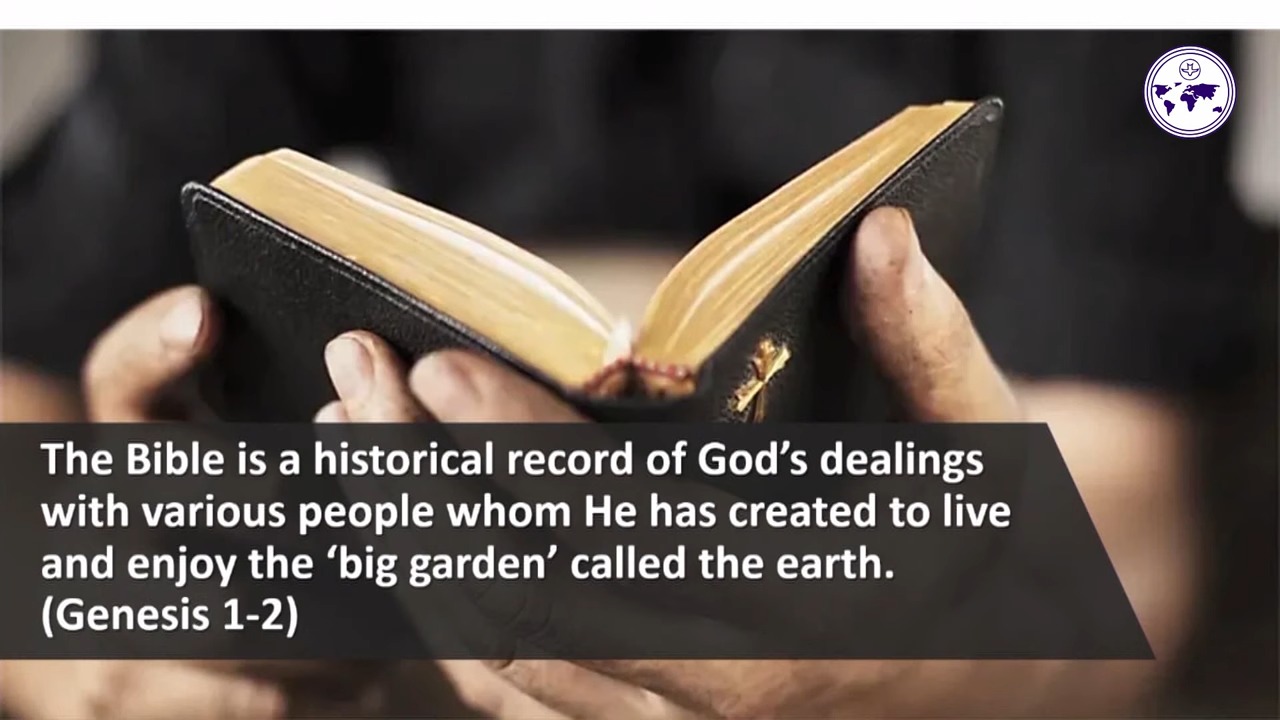 The Bible is a historical record of God’s dealings
with various people whom He has created to live
and enjoy the ‘big garden’ called the earth.
(Genesis 1-2)